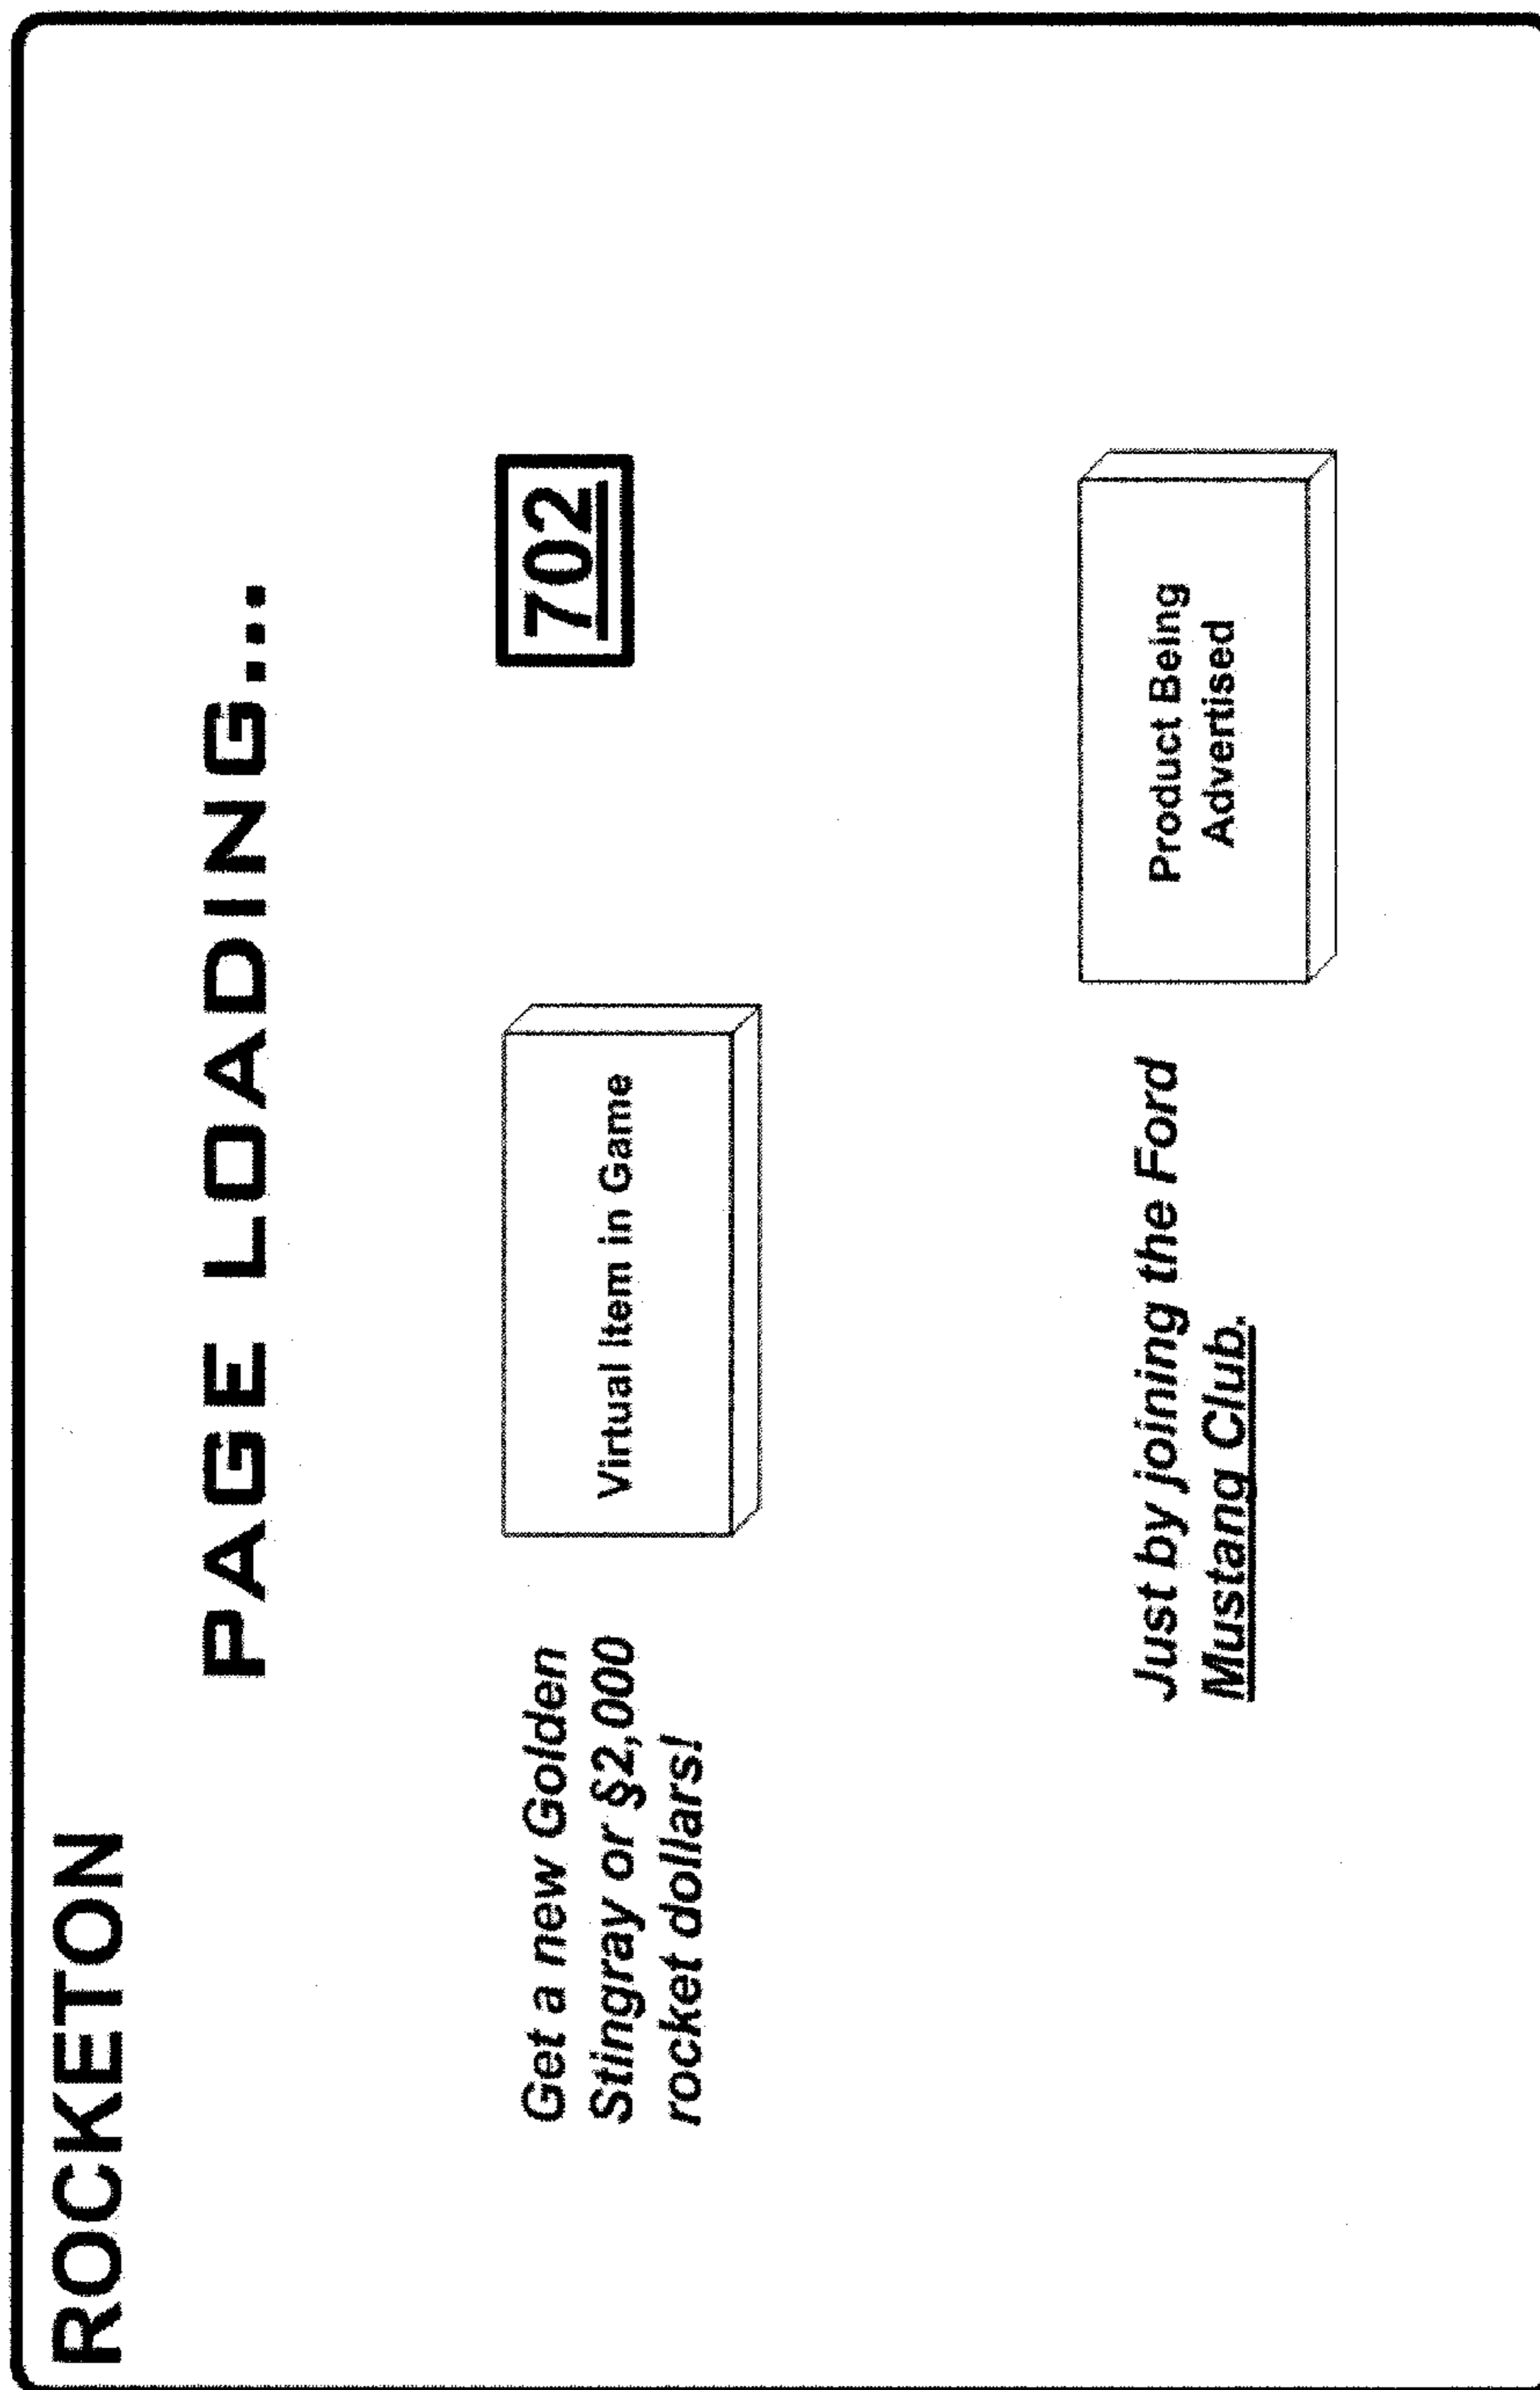 ROCKETON
PAGE LOADING...
Get a new Golden
Stingray or §2,000
rocket dollars!
Virtual Item in Game
702
Just by joining the Ford
Mustang Club.
Product Being
Advertised